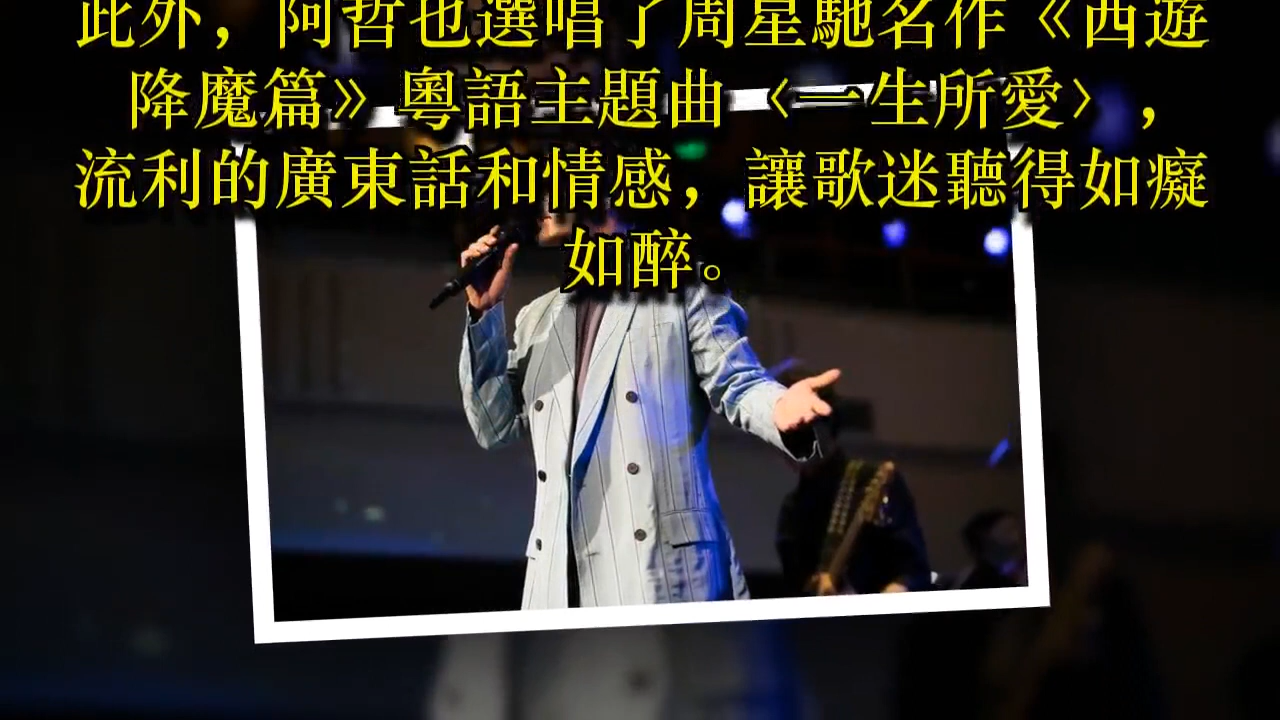 此外，阿哲也選唱了周星馳名作《西遊
降魔篇》粵語主題曲〈一生所愛〉，
流利的廣東話和情感，讓歌迷聽得如癡
如醉。